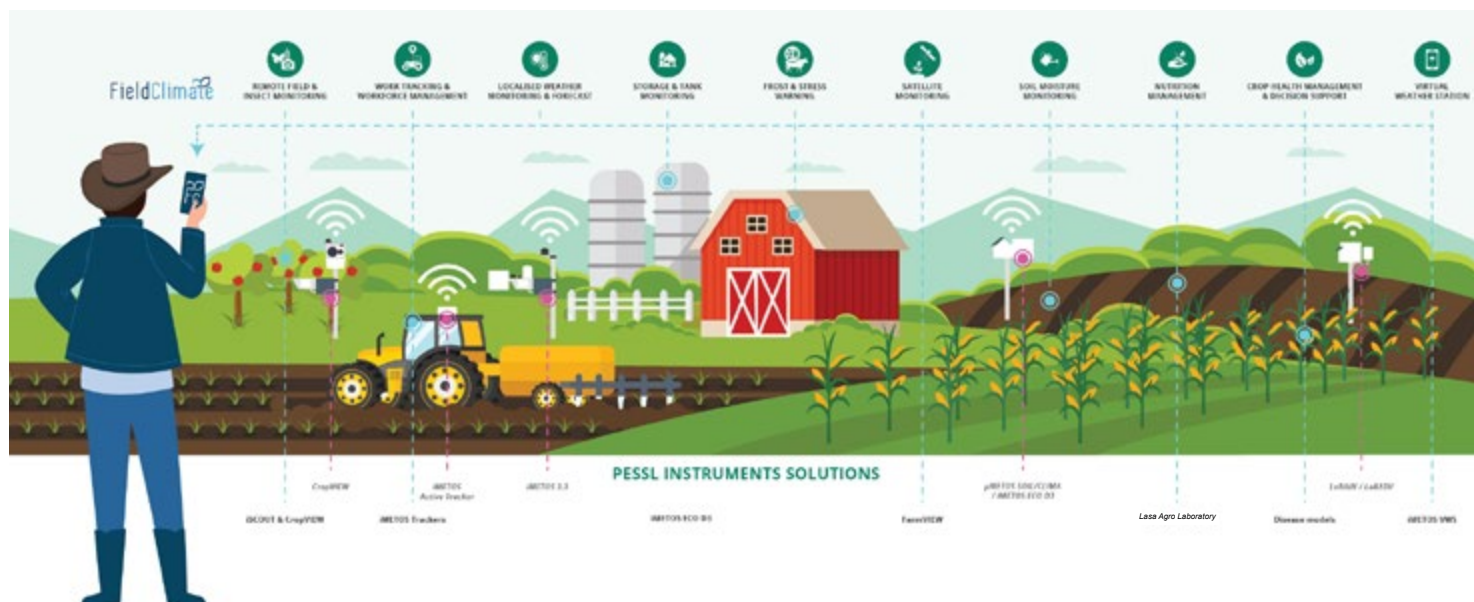 FieldClimate
REMOTE FIELD &
INSECT MONITORING
WORK TRACKING &
WORKFORCE MANAGEMENT
LOCALISED WEATHER
MONITORING & FORECAST
STORAGE & TANK
MONITORING
FROST & STRESS
WARNING
SATELLITE
MONITORING
SOIL MOISTURE
MONITORING
NUTRITION
MANAGEMENT
CROP HEALTH MANAGEMENT
& DECISION SUPPORT
VIRTUAL
WEATHER STATION
PESSL INSTRUMENTS SOLUTIONS
CropVIEW
iMETOS
Active Tracker
iMETOS 3.3
/ iMETOS ECO D3
iSCOUT & CropVIEW
iMETOS Trackers
iMETOS ECO D3
FarmVIEW
Lasa Agro Laboratory
Disease models
iMETOS VWS